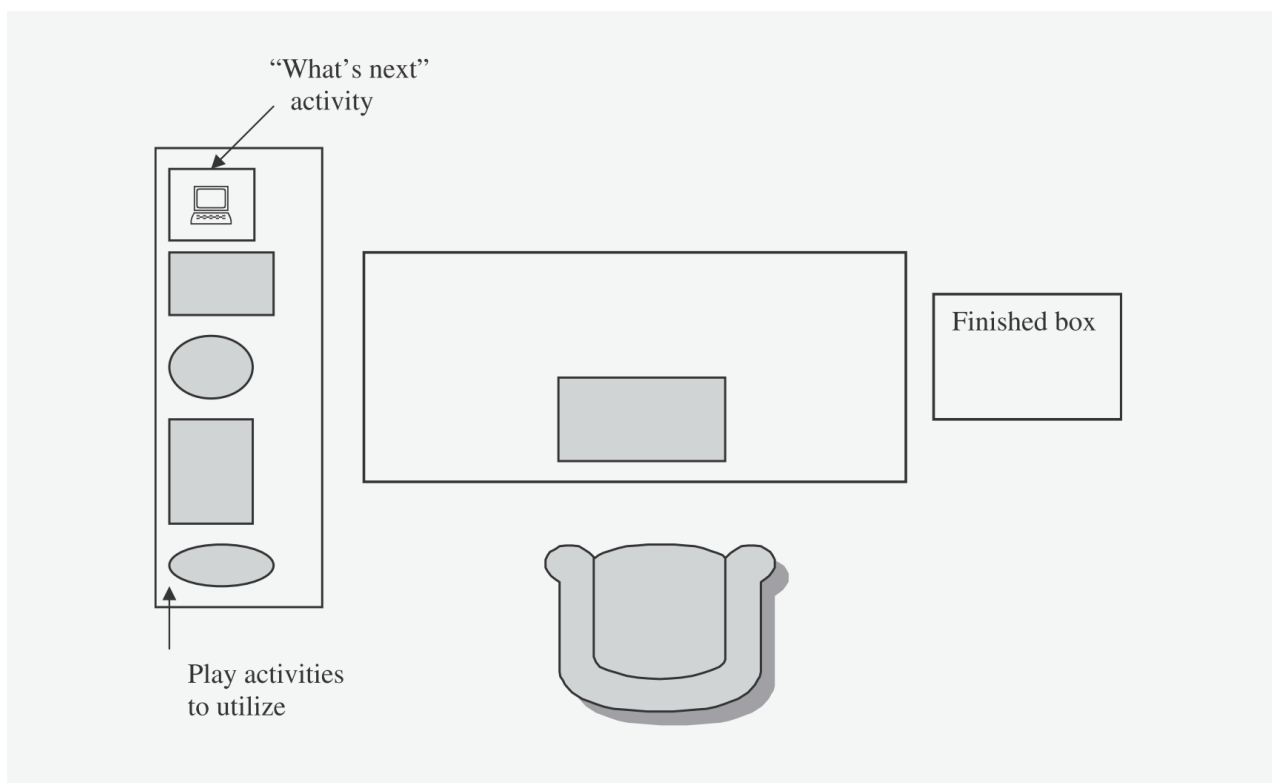 “What’s next”
activity
Finished box
Play activities
to utilize